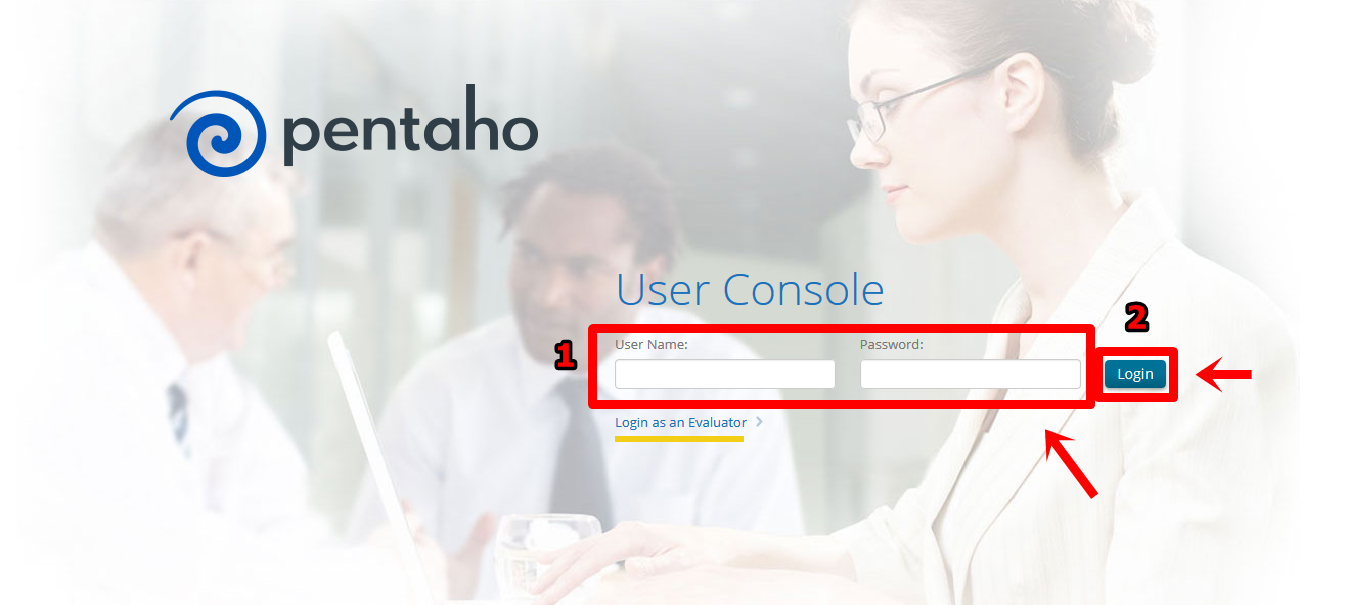 pentaho
User Console
2
1
User Name: Password:
Login
Login as an Evaluator